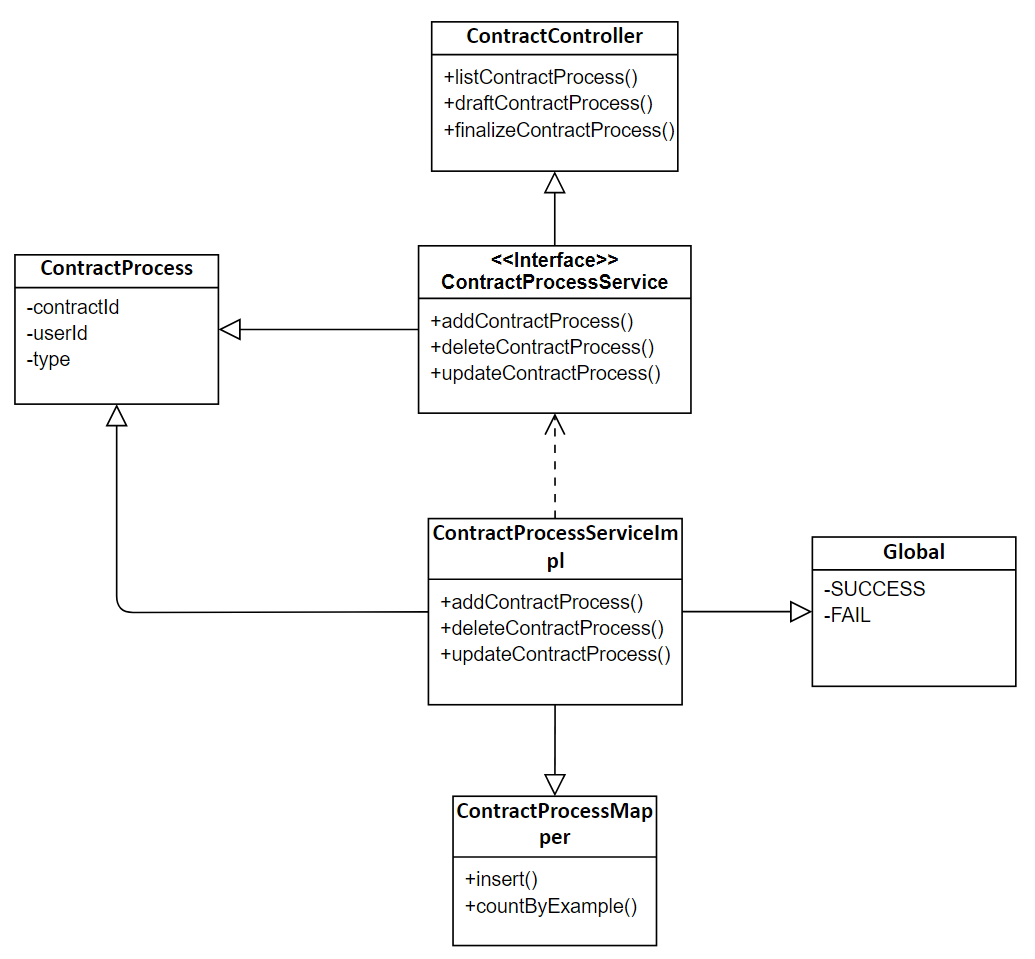 ContractController
+listContractProcess()
+draftContractProcess()
+finalizeContractProcess()
ContractProcess
-contractId
-userId
-type
<<Interface>>
ContractProcessService
+addContractProcess()
+deleteContractProcess()
+updateContractProcess()
ContractProcessServiceIm
pl
+addContractProcess()
+deleteContractProcess()
+updateContractProcess()
Global
-SUCCESS
-FAIL
ContractProcessMap
per
+insert()
+countByExample()